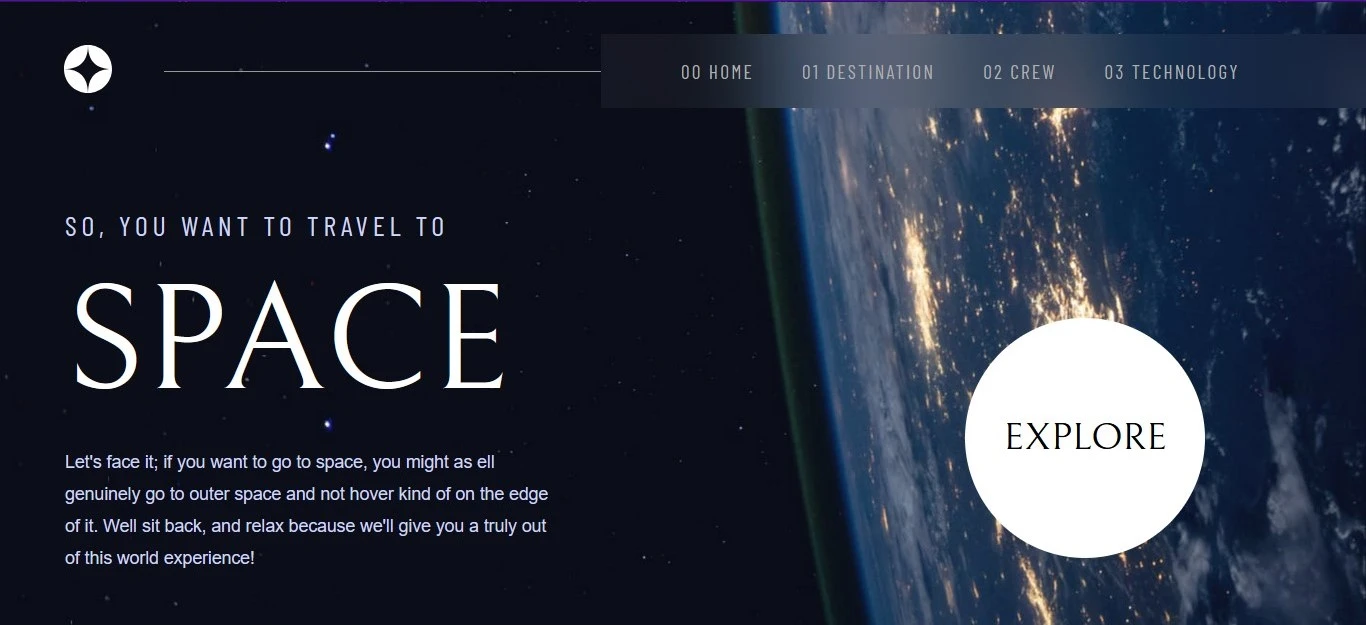 00 HOME 01 DESTINATION 02 CREW 03 TECHNOLOGY
SO, YOU WANT TO TRAVEL TO
SPACE
Let's face it; if you want to go to space, you might as ell
genuinely go to outer space and not hover kind of on the edge
of it. Well sit back, and relax because we'll give you a truly out
of this world experience!
EXPLORE